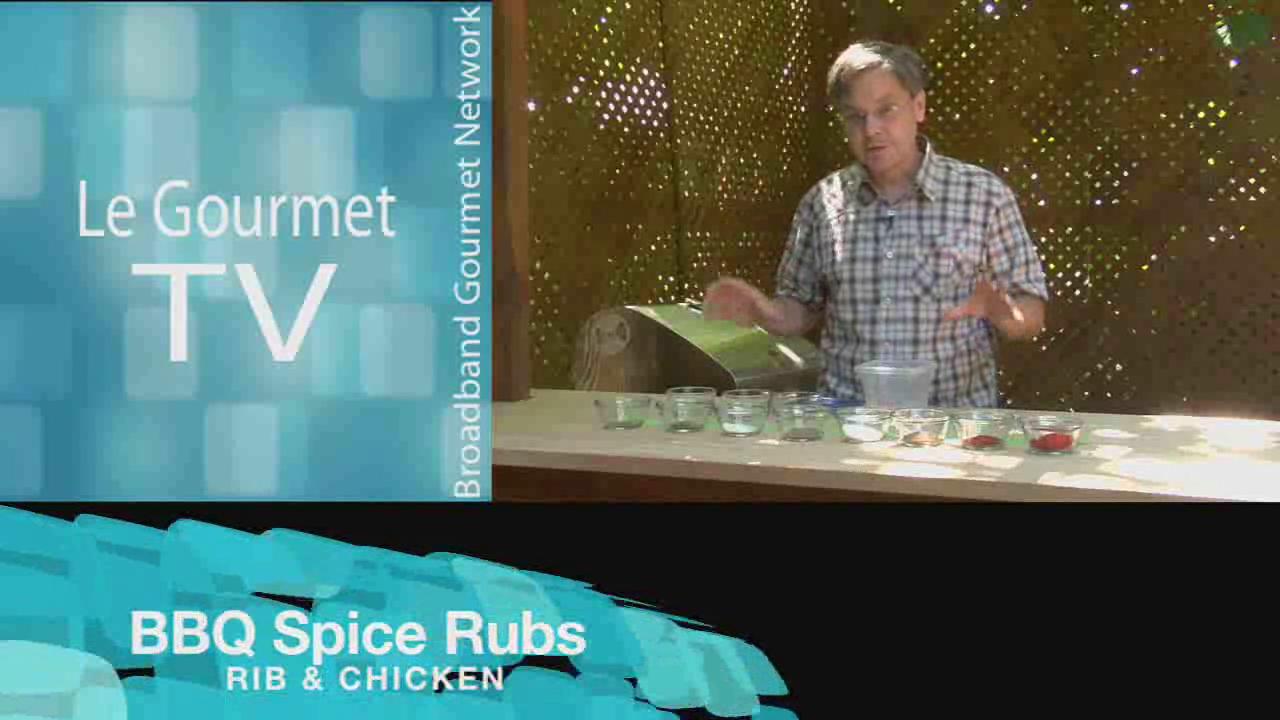 Le Gourmet
TV
Broadband Gourmet Network
BBQ Spice Rubs
RIB & CHICKEN